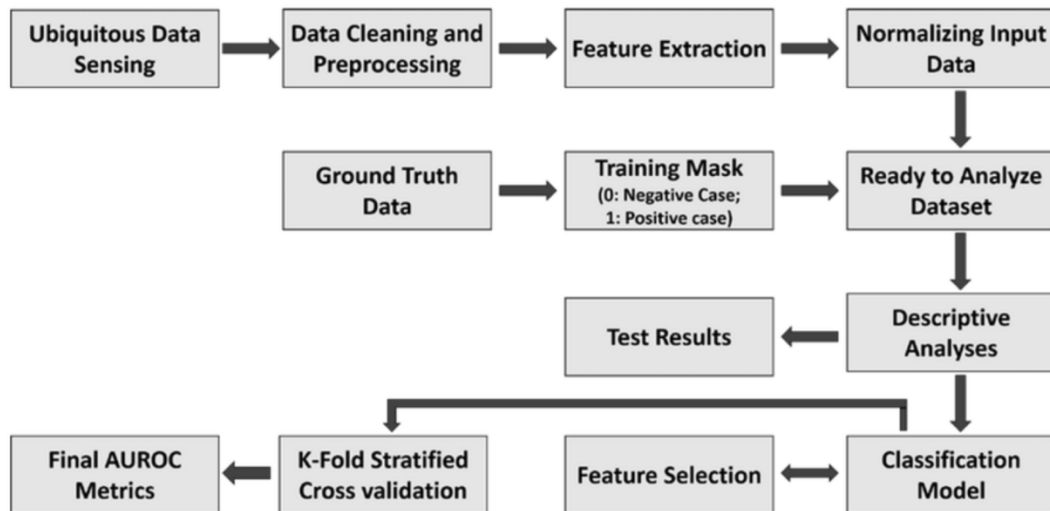 Ubiquitous Data
Sensing
Data Cleaning and
Preprocessing
Feature Extraction
Normalizing Input
Data
Ground Truth
Data
Training Mask
(0: Negative Case;
1: Positive case)
Ready to Analyze
Dataset
Test Results
Descriptive
Analyses
Final AUROC
Metrics
K-Fold Stratified
Cross validation
Feature Selection
Classification
Model